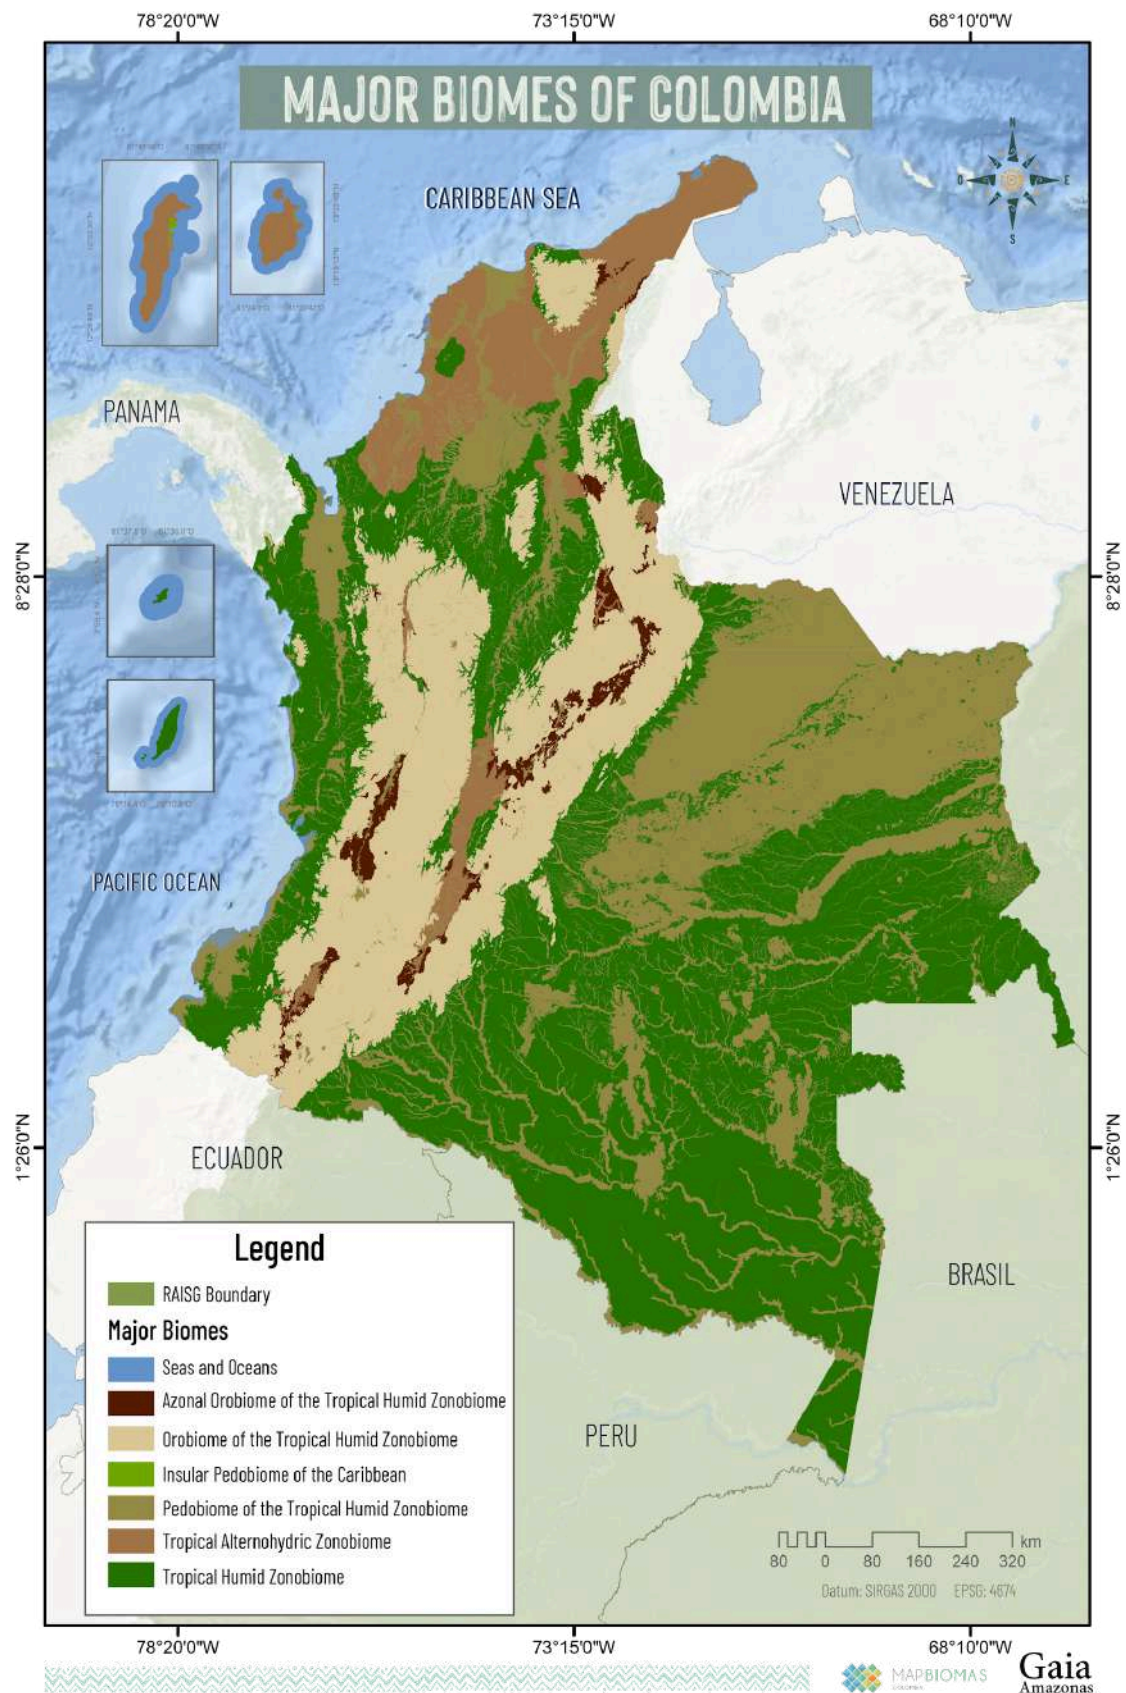 78°20'0"W 73°15'0"W 68°10'0"W
MAJOR BIOMES OF COLOMBIA
N
O E
S
CARIBBEAN SEA
PANAMA
VENEZUELA
8°28'0"N 8°28'0"N
PACIFIC OCEAN
1°26'0"N 1°26'0"N
ECUADOR
BRASIL
PERU
Legend
RAISG Boundary
Major Biomes
Seas and Oceans
Azonal Orobiome of the Tropical Humid Zonobiome
Orobiome of the Tropical Humid Zonobiome
Insular Pedobiome of the Caribbean
Pedobiome of the Tropical Humid Zonobiome
Tropical Alternohydric Zonobiome
Tropical Humid Zonobiome
km
80 0 80 160 240 320
Datum: SIRGAS 2000 EPSG: 4674
78°20'0"W 73°15'0"W 68°10'0"W
MAPBIOMAS
COLOMBIA
Gaia
Amazonas